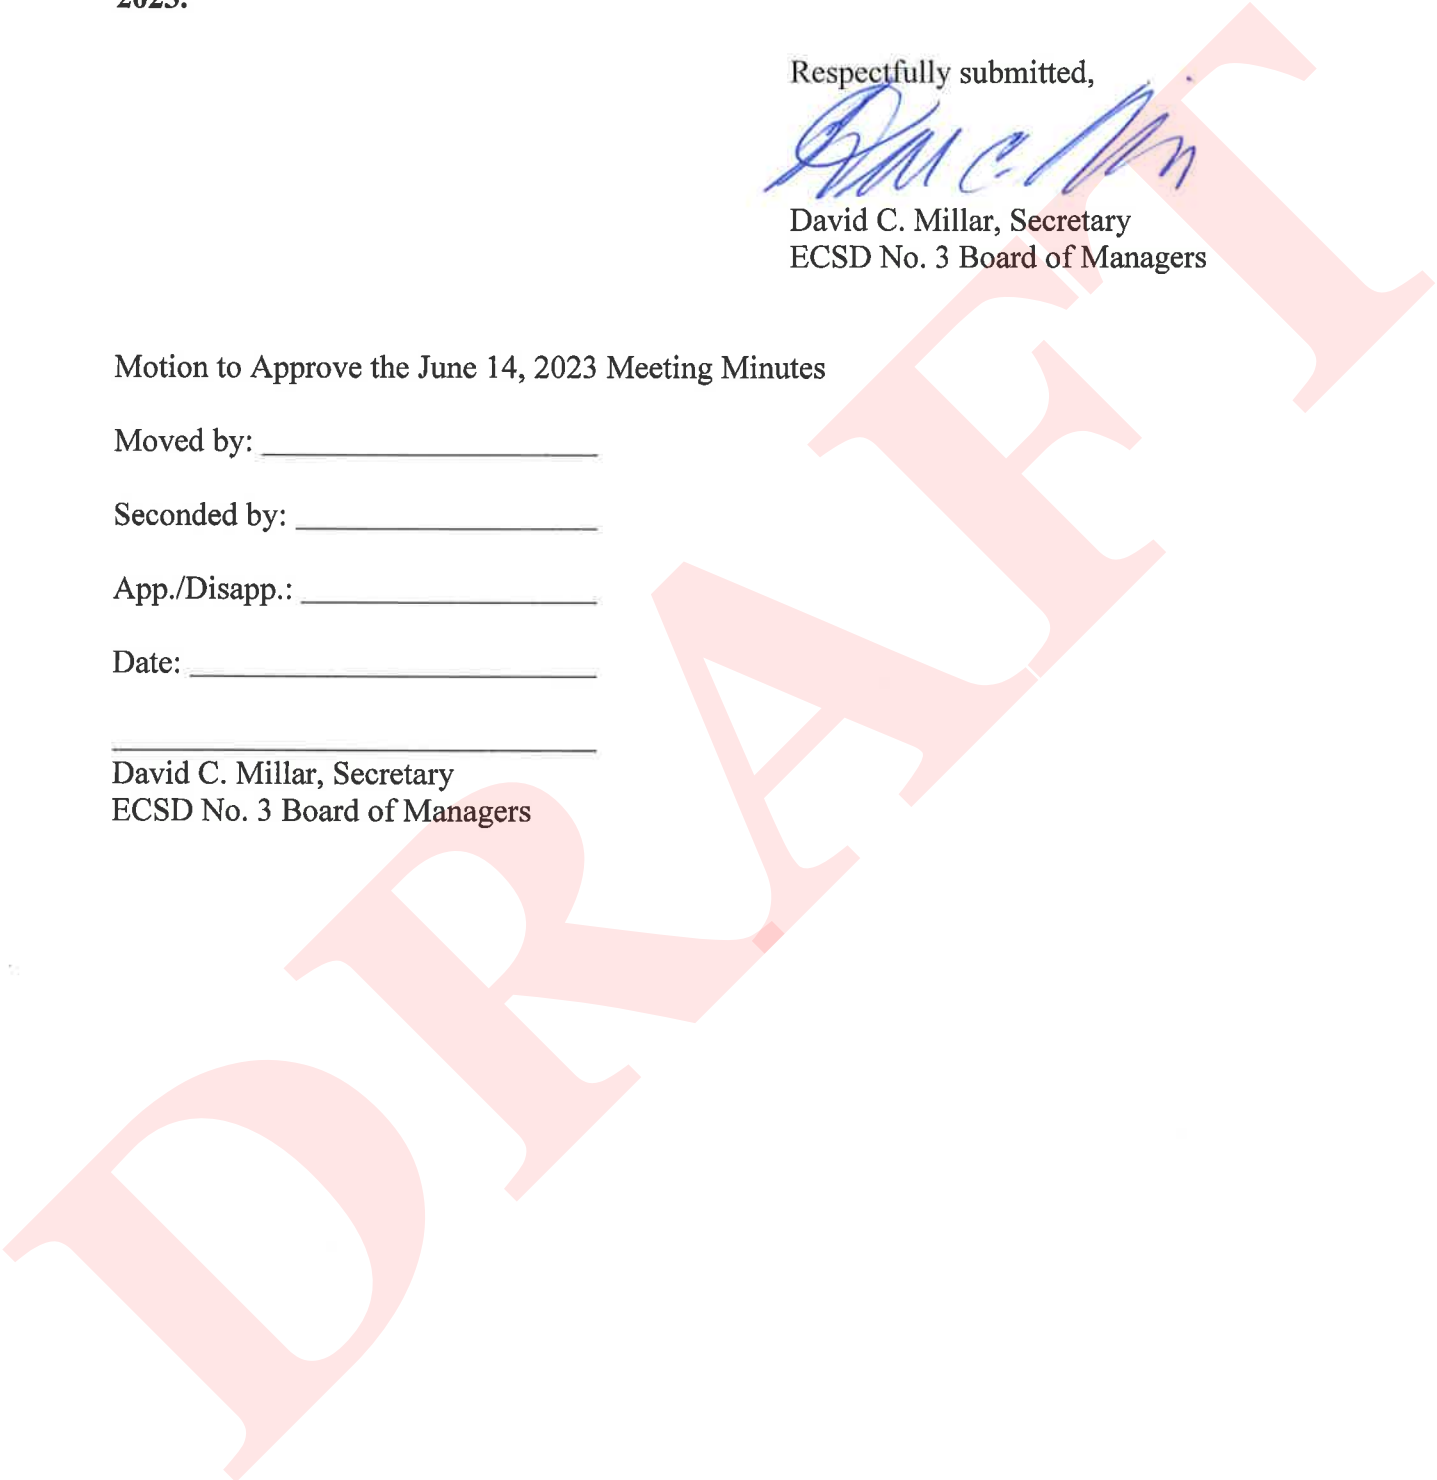 2023.
Respectfully submitted,
David C. Millar, Secretary
ECSD No. 3 Board of Managers
Motion to Approve the June 14, 2023 Meeting Minutes
Moved by:
Seconded by:
App./Disapp.:
Date:
David C. Millar, Secretary
ECSD No. 3 Board of Managers
DRAFT